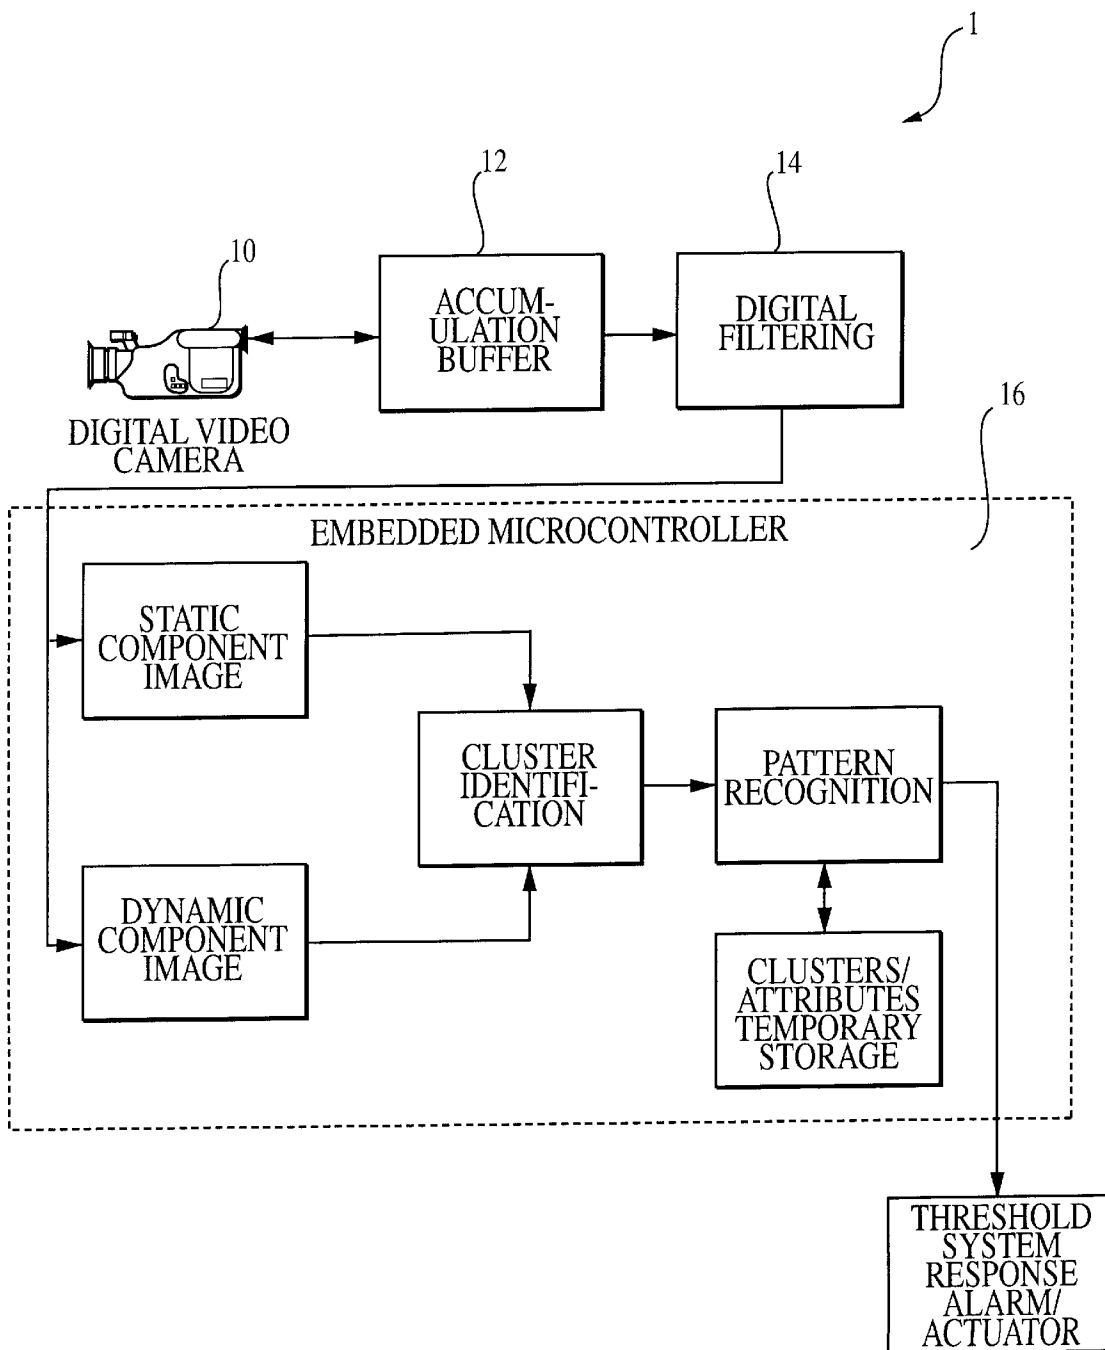 1
12
14
10
ACCUM-
ULATION
BUFFER
DIGITAL
FILTERING
DIGITAL VIDEO
CAMERA
16
EMBEDDED MICROCONTROLLER
STATIC
COMPONENT
IMAGE
CLUSTER
IDENTIFI-
CATION
PATTERN
RECOGNITION
DYNAMIC
COMPONENT
IMAGE
CLUSTERS/
ATTRIBUTES
TEMPORARY
STORAGE
THRESHOLD
SYSTEM
RESPONSE
ALARM/
ACTUATOR